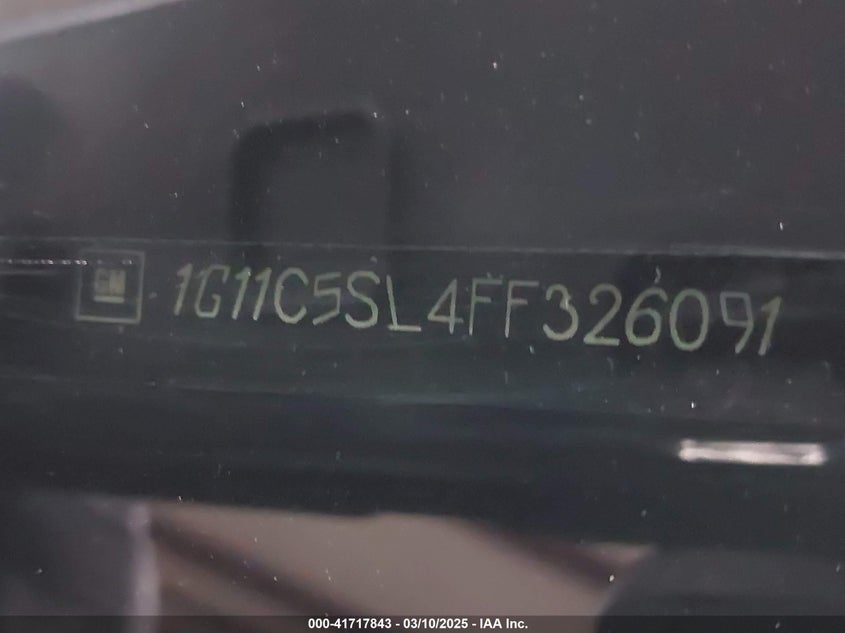 GM 1G11C5SL4FF326091
000-41717843 - 03/10/2025 - IAA Inc.